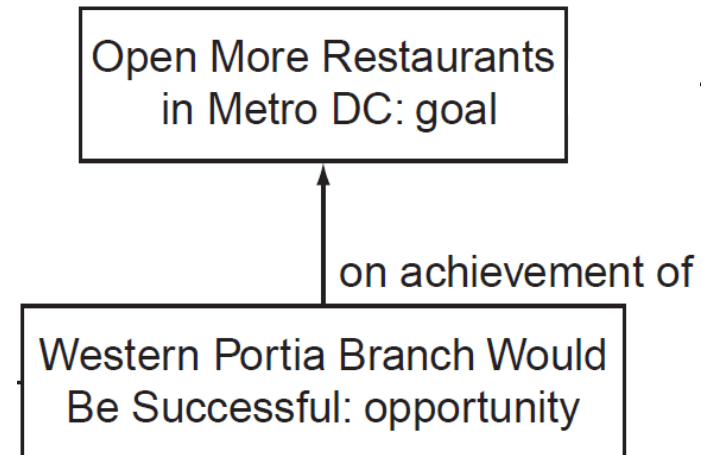 Open More Restaurants
in Metro DC: goal
on achievement of
Western Portia Branch Would
Be Successful: opportunity